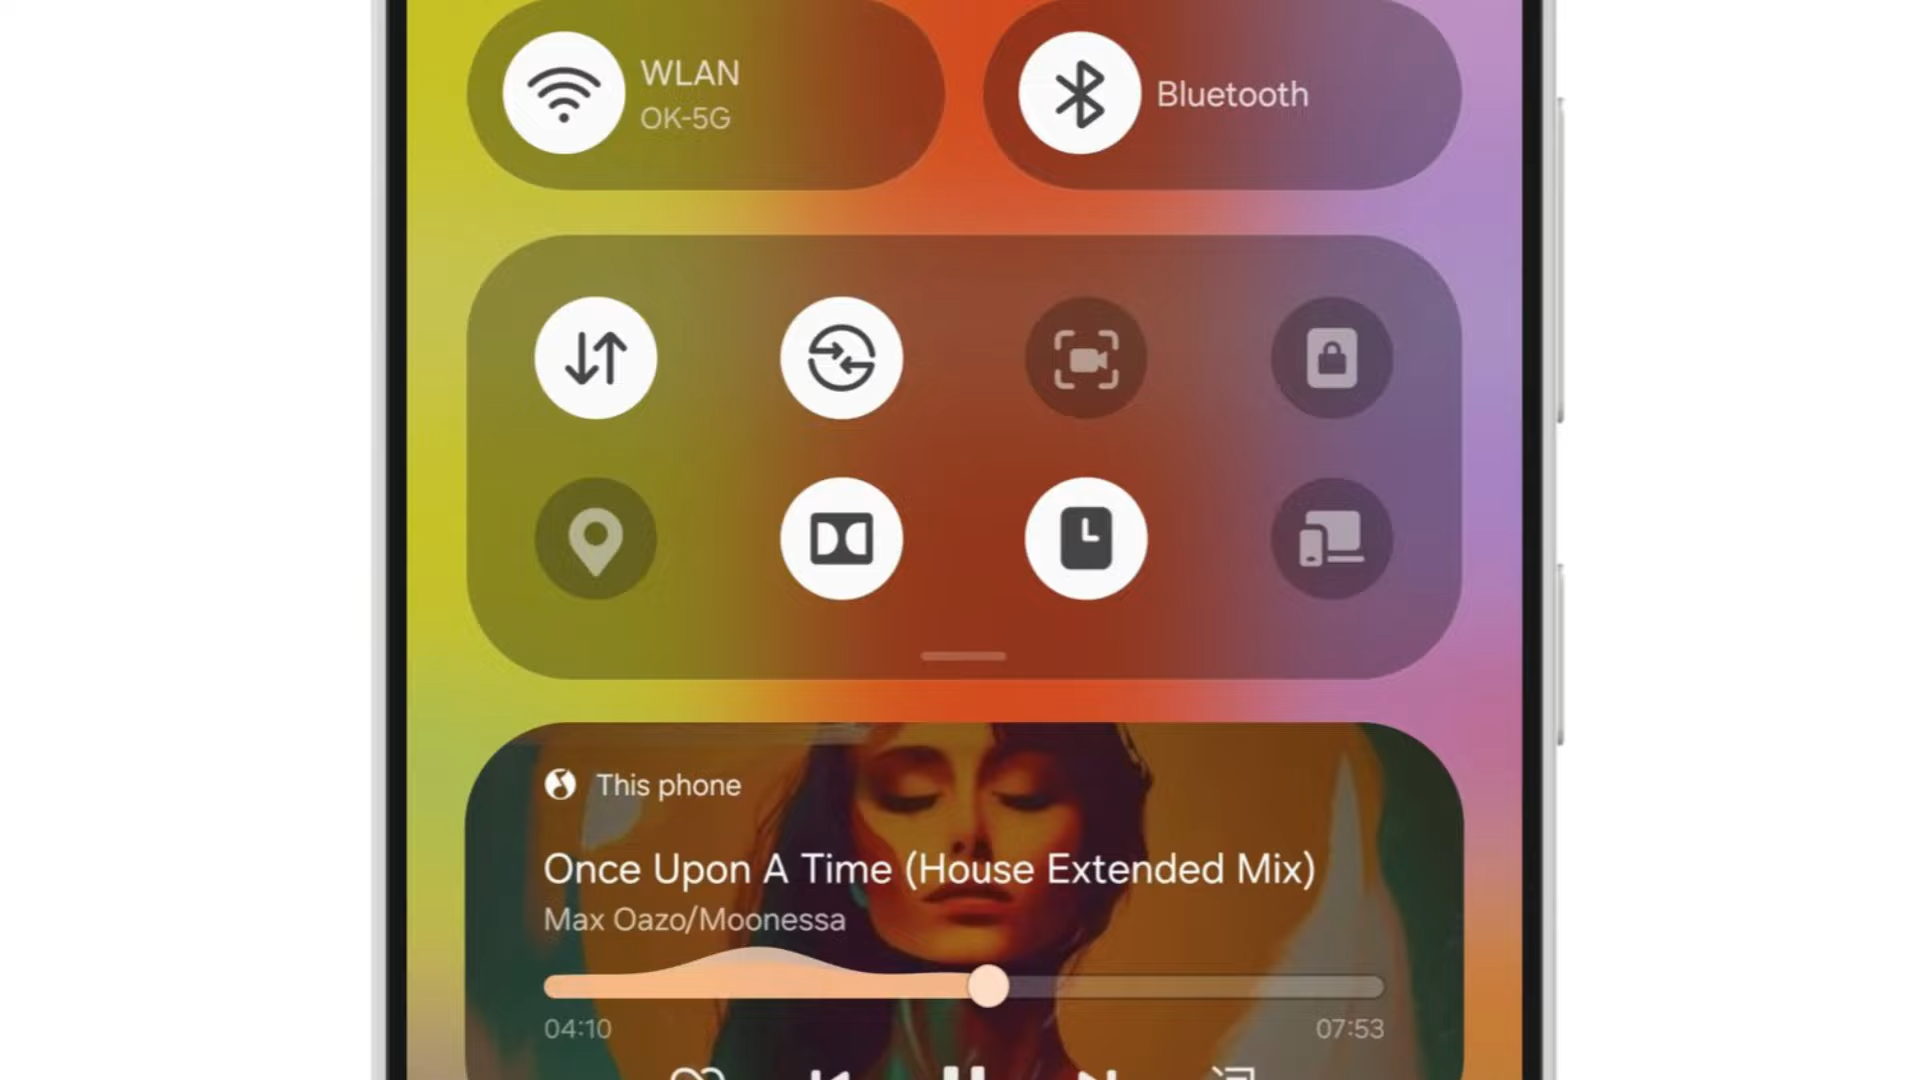 WLAN
OK-5G
Bluetooth
This phone
Once Upon A Time (House Extended Mix)
Max Oazo/Moonessa
04:10
07:53